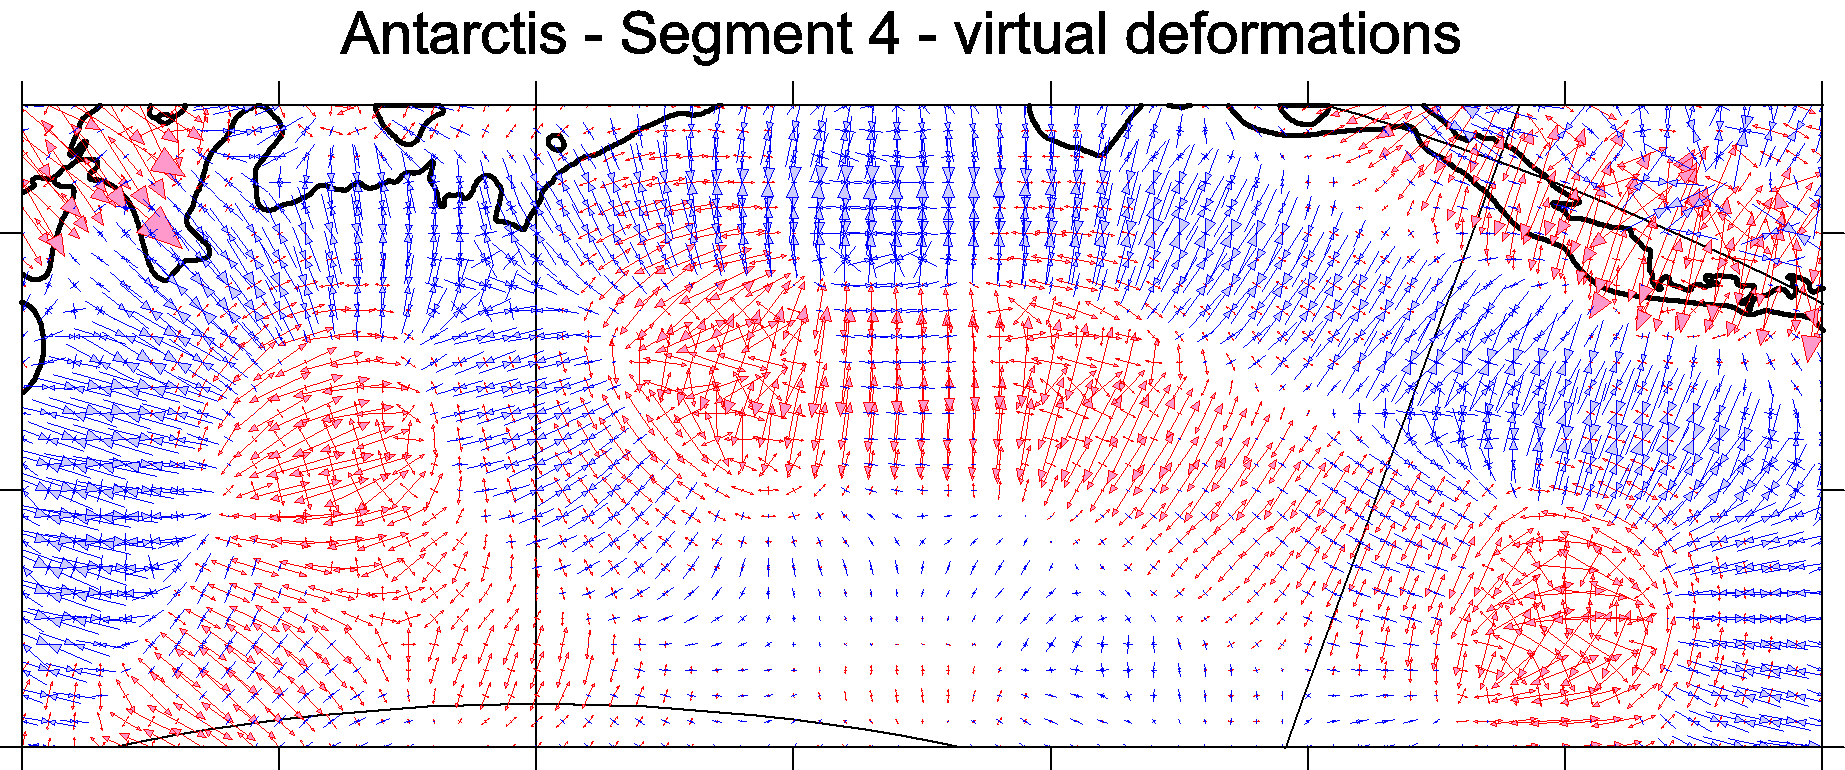 Antarctis - Segment 4 - virtual deformations